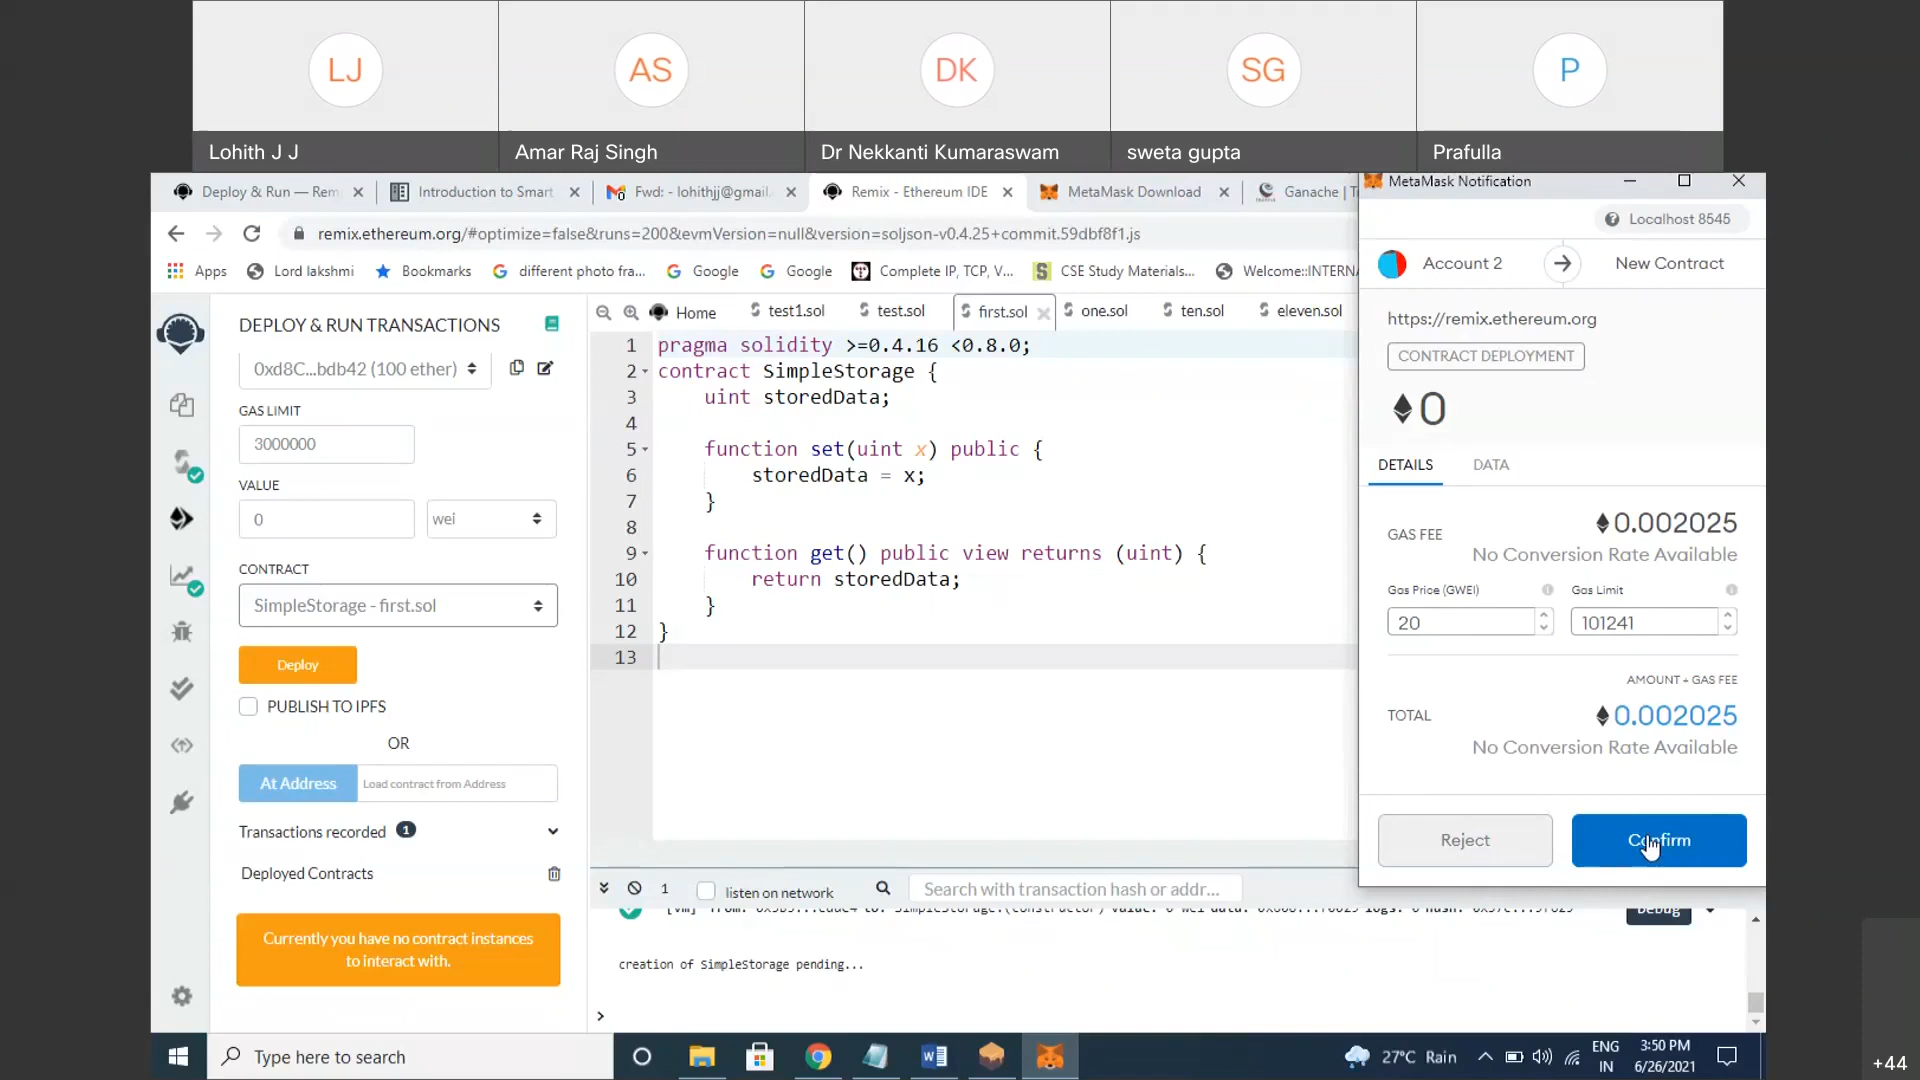 LJ
AS
DK
SG
P
Lohith J J
Amar Raj Singh
Dr Nekkanti Kumaraswam
sweta gupta
Prafulla
Deploy & Run — Rem
Introduction to Smart
Fwd: - lohithjj@gmail.
Remix - Ethereum IDE
MetaMask Download
Ganache | T
remix.ethereum.org/#optimize=false&runs=200&evmVersion=null&version=soljson-v0.4.25+commit.59dbf8f1.js
Apps
Lord lakshmi
Bookmarks
different photo fra...
Google
Google
Complete IP, TCP, V...
CSE Study Materials...
Welcome::INTERNA
DEPLOY & RUN TRANSACTIONS
0xd8C...bdb42 (100 ether)
GAS LIMIT
3000000
VALUE
0
wei
CONTRACT
SimpleStorage - first.sol
Deploy
PUBLISH TO IPFS
OR
At Address
Load contract from Address
Transactions recorded 1
Deployed Contracts
Currently you have no contract instances
to interact with.
Home
test1.sol
test.sol
first.sol
one.sol
ten.sol
eleven.sol
1 pragma solidity >=0.4.16 <0.8.0;
2 contract SimpleStorage {
3 uint storedData;
4
5 function set(uint x) public {
6 storedData = x;
7 }
8
9 function get() public view returns (uint) {
10 return storedData;
11 }
12 }
13
1
listen on network
Search with transaction hash or addr...
Debug
creation of SimpleStorage pending...
>
MetaMask Notification
Localhost 8545
Account 2
New Contract
https://remix.ethereum.org
CONTRACT DEPLOYMENT
0
DETAILS
DATA
GAS FEE
0.002025
No Conversion Rate Available
Gas Price (GWEI)
Gas Limit
20
101241
AMOUNT + GAS FEE
TOTAL
0.002025
No Conversion Rate Available
Reject
Confirm
Type here to search
27°C Rain
ENG
IN
3:50 PM
6/26/2021
+44